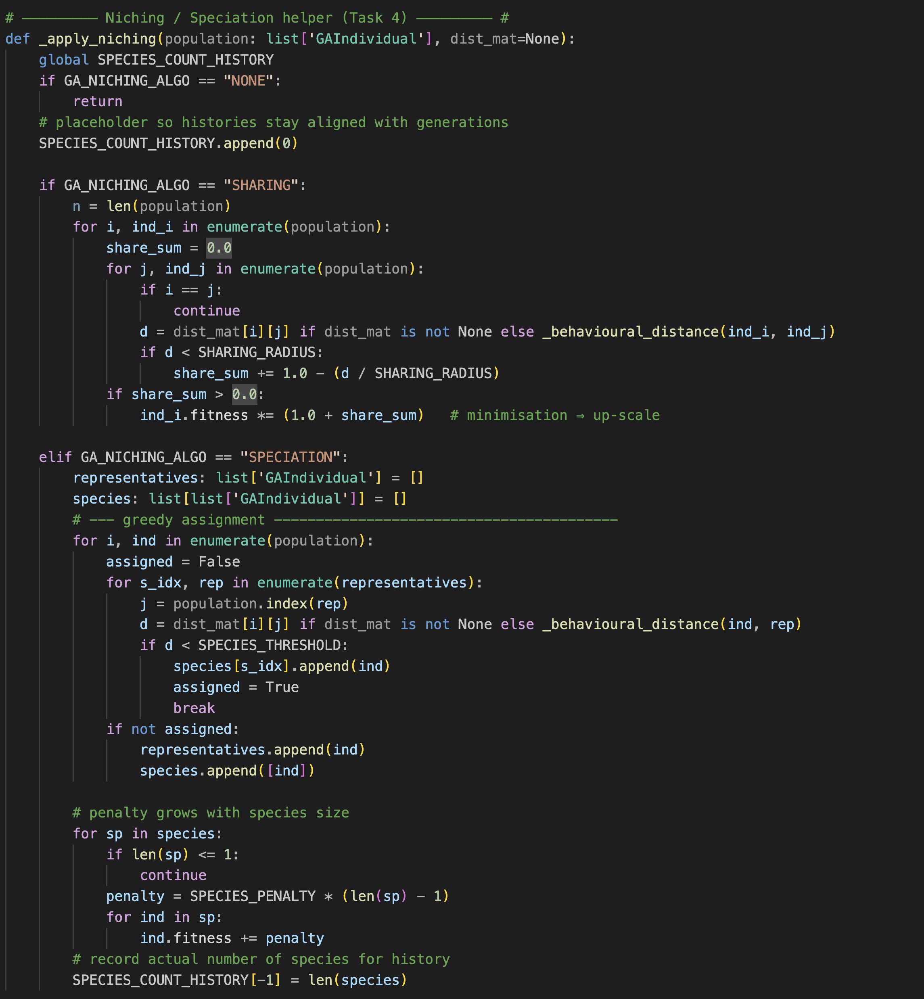 # ───────── Niching / Speciation helper (Task 4) ───────── #
def _apply_niching(population: list['GAIndividual'], dist_mat=None):
    global SPECIES_COUNT_HISTORY
    if GA_NICHING_ALGO == "NONE":
        return
    # placeholder so histories stay aligned with generations
    SPECIES_COUNT_HISTORY.append(0)

    if GA_NICHING_ALGO == "SHARING":
        n = len(population)
        for i, ind_i in enumerate(population):
            share_sum = 0.0
            for j, ind_j in enumerate(population):
                if i == j:
                    continue
                d = dist_mat[i][j] if dist_mat is not None else _behavioural_distance(ind_i, ind_j)
                if d < SHARING_RADIUS:
                    share_sum += 1.0 - (d / SHARING_RADIUS)
            if share_sum > 0.0:
                ind_i.fitness *= (1.0 + share_sum)   # minimisation ⇒ up-scale

    elif GA_NICHING_ALGO == "SPECIATION":
        representatives: list['GAIndividual'] = []
        species: list[list['GAIndividual']] = []
        # --- greedy assignment -----------------------------------------
        for i, ind in enumerate(population):
            assigned = False
            for s_idx, rep in enumerate(representatives):
                j = population.index(rep)
                d = dist_mat[i][j] if dist_mat is not None else _behavioural_distance(ind, rep)
                if d < SPECIES_THRESHOLD:
                    species[s_idx].append(ind)
                    assigned = True
                    break
            if not assigned:
                representatives.append(ind)
                species.append([ind])

        # penalty grows with species size
        for sp in species:
            if len(sp) <= 1:
                continue
            penalty = SPECIES_PENALTY * (len(sp) - 1)
            for ind in sp:
                ind.fitness += penalty
        # record actual number of species for history
        SPECIES_COUNT_HISTORY[-1] = len(species)